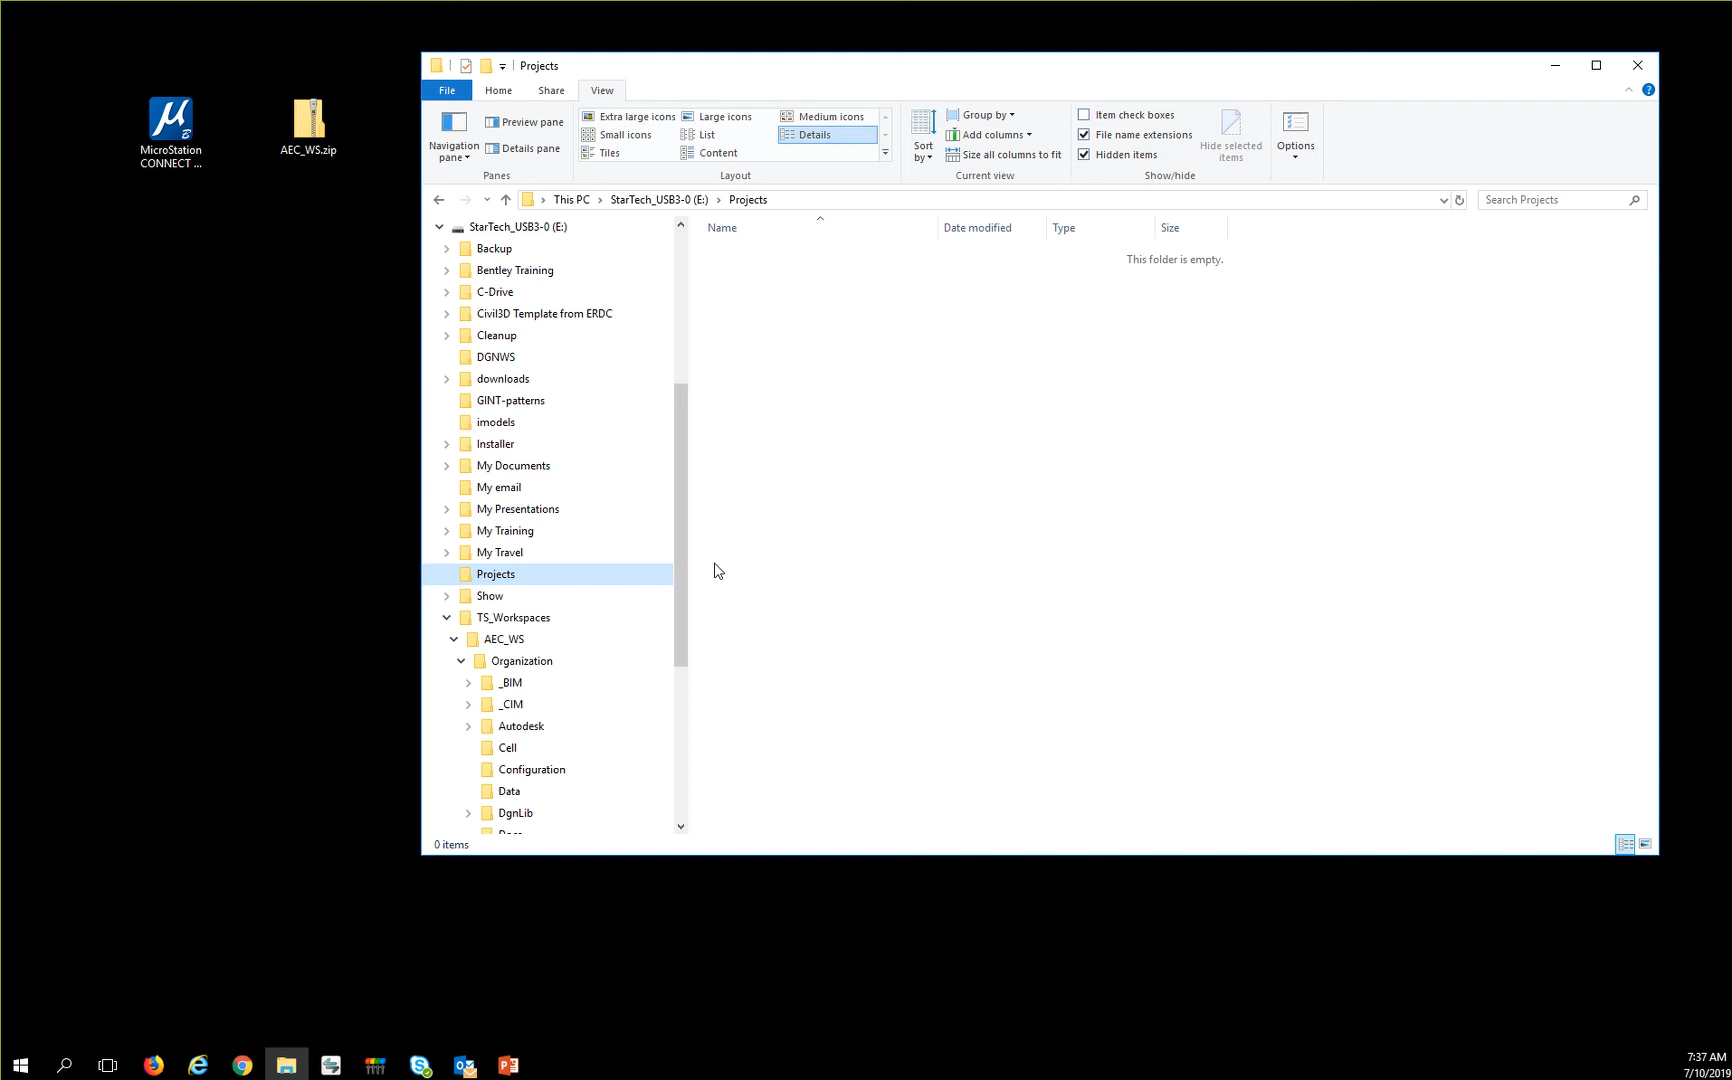 MicroStation
CONNECT ...
AEC_WS.zip
Projects
File
Home
Share
View
Navigation
pane
Preview pane
Details pane
Panes
Extra large icons
Large icons
Medium icons
Small icons
List
Details
Tiles
Content
Layout
Sort
by
Group by
Add columns
Size all columns to fit
Current view
Item check boxes
File name extensions
Hidden items
Hide selected
items
Show/hide
Options
This PC > StarTech_USB3-0 (E:) > Projects
Search Projects
Name
Date modified
Type
Size
This folder is empty.
StarTech_USB3-0 (E:)
Backup
Bentley Training
C-Drive
Civil3D Template from ERDC
Cleanup
DGNWS
downloads
GINT-patterns
imodels
Installer
My Documents
My email
My Presentations
My Training
My Travel
Projects
Show
TS_Workspaces
AEC_WS
Organization
_BIM
_CIM
Autodesk
Cell
Configuration
Data
DgnLib
0 items
7:37 AM
7/10/2019